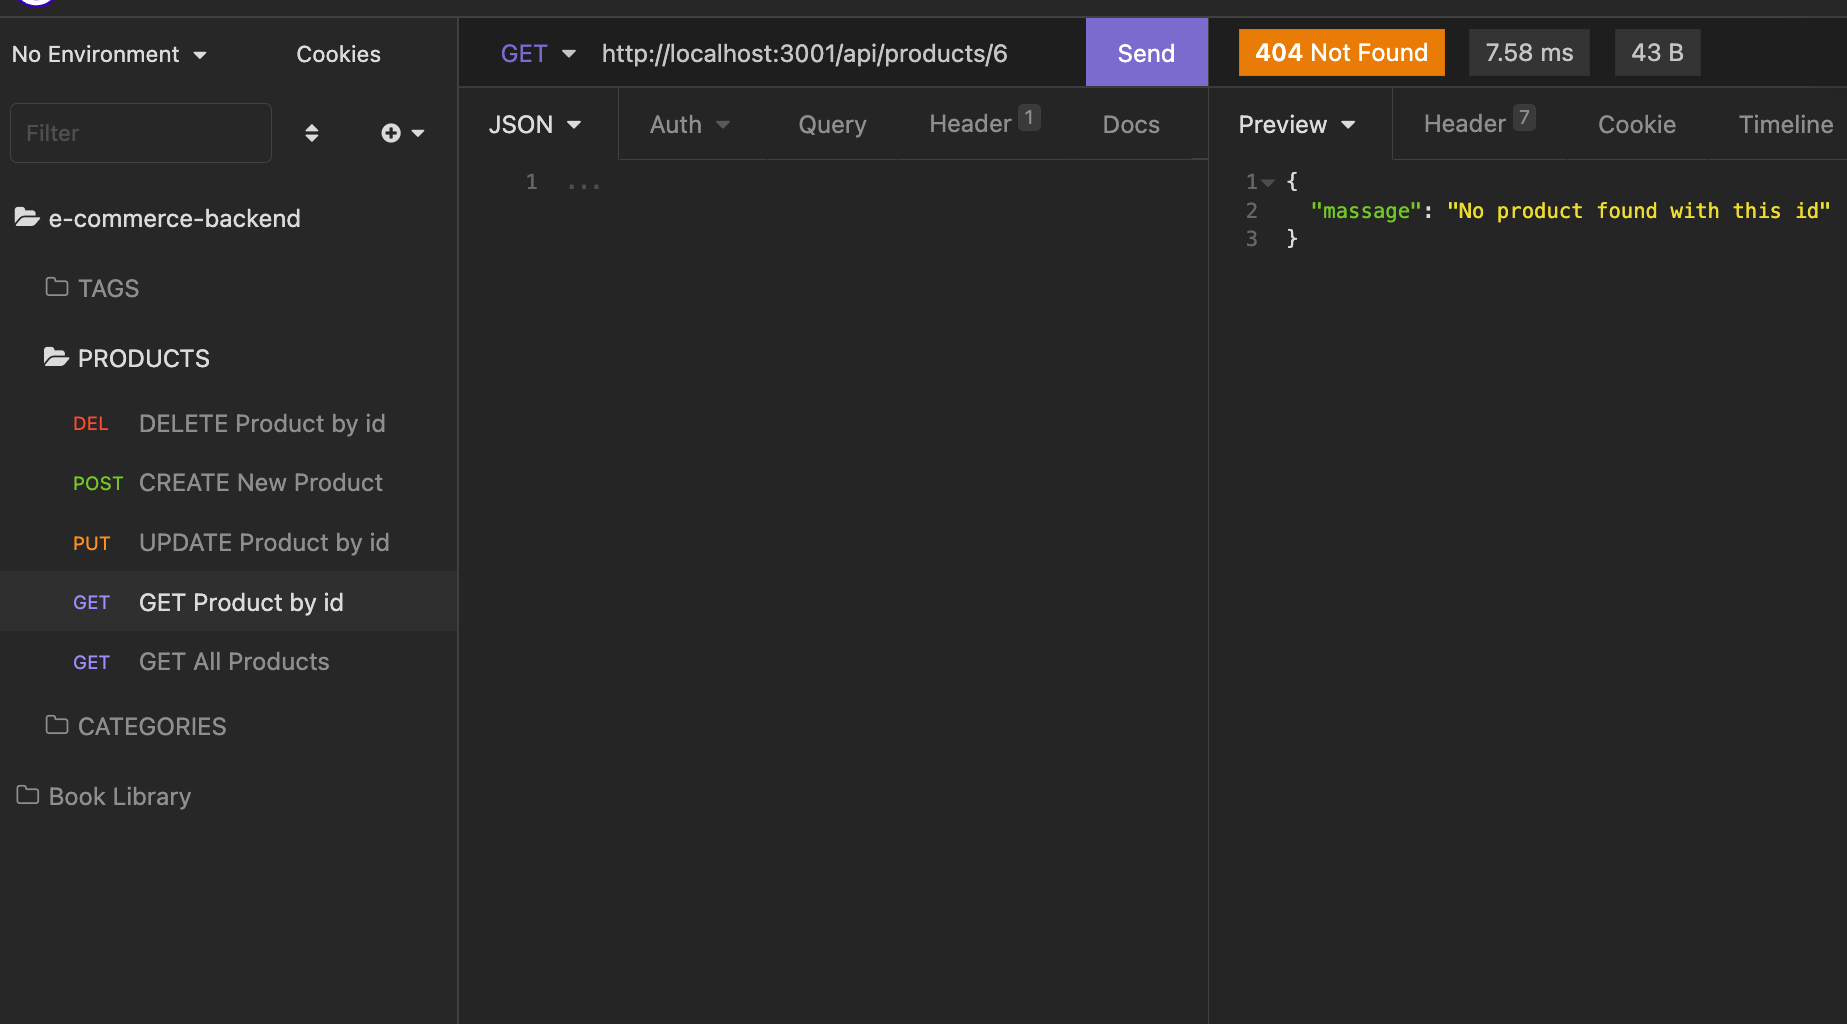 No Environment
Cookies
Filter
e-commerce-backend
TAGS
PRODUCTS
DEL DELETE Product by id
POST CREATE New Product
PUT UPDATE Product by id
GET GET Product by id
GET GET All Products
CATEGORIES
Book Library
GET http://localhost:3001/api/products/6 Send
JSON Auth Query Header 1 Docs
1 ...
404 Not Found 7.58 ms 43 B
Preview Header 7 Cookie Timeline
1 {
2 "massage": "No product found with this id"
3 }